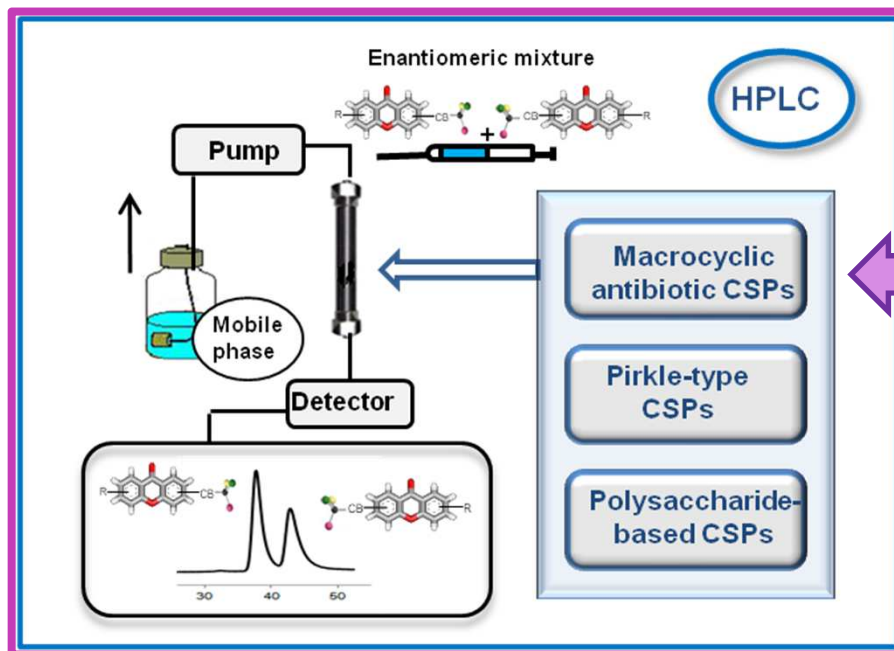 Enantiomeric mixture
HPLC
R
CB
+
CB
R
Pump
Mobile
phase
Detector
Macrocyclic
antibiotic CSPs
Pirkle-type
CSPs
Polysaccharide-
based CSPs
R
CB
CB
R
30 40 50